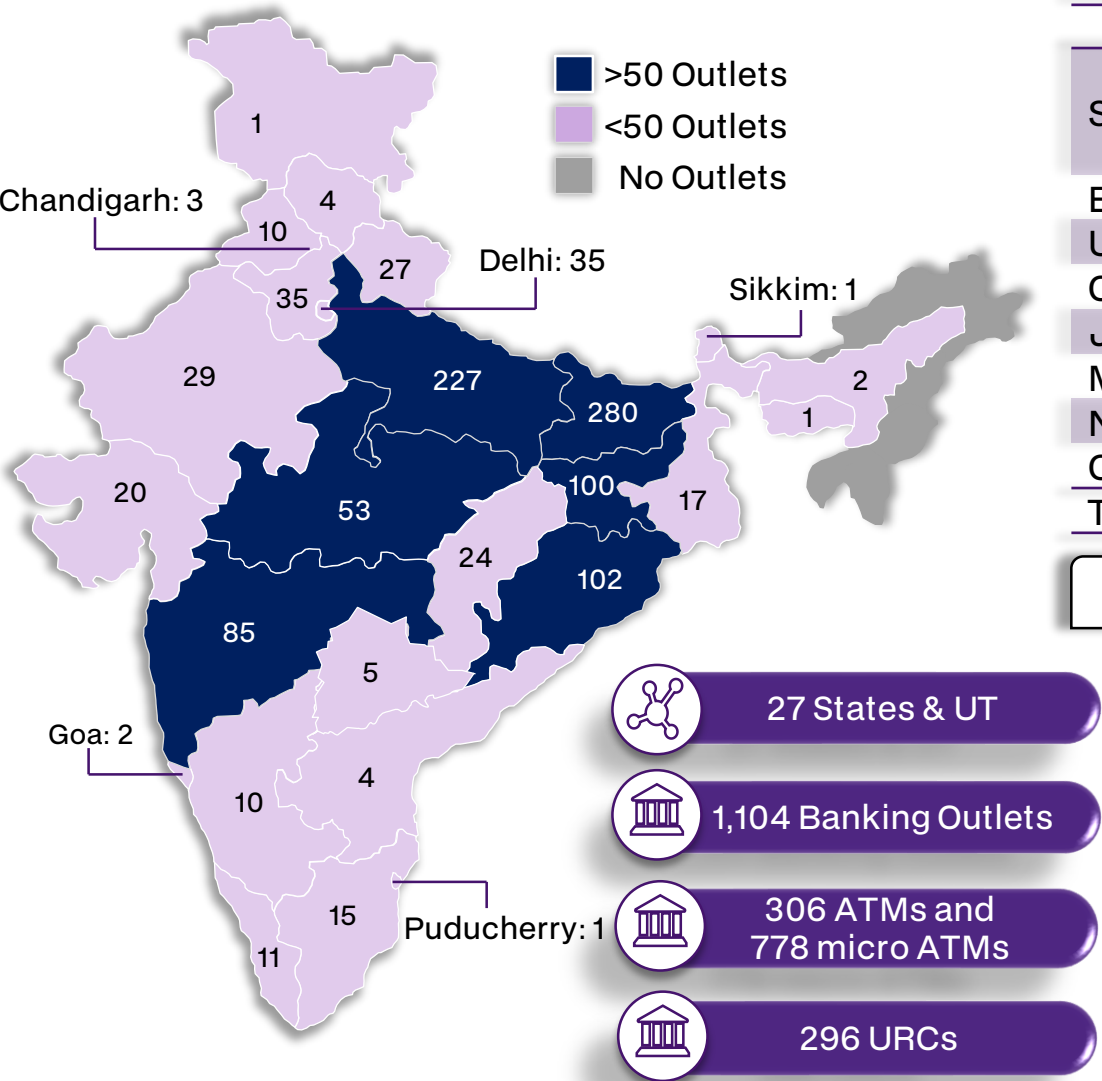 >50 Outlets
<50 Outlets
No Outlets
1
Chandigarh: 3
4
10
Delhi: 35
27
35
Sikkim: 1
29
227
280
2
1
20
53
100
17
24
102
85
5
Goa: 2
4
10
15
Puducherry: 1
11
27 States & UT
1,104 Banking Outlets
306 ATMs and
778 micro ATMs
296 URCs